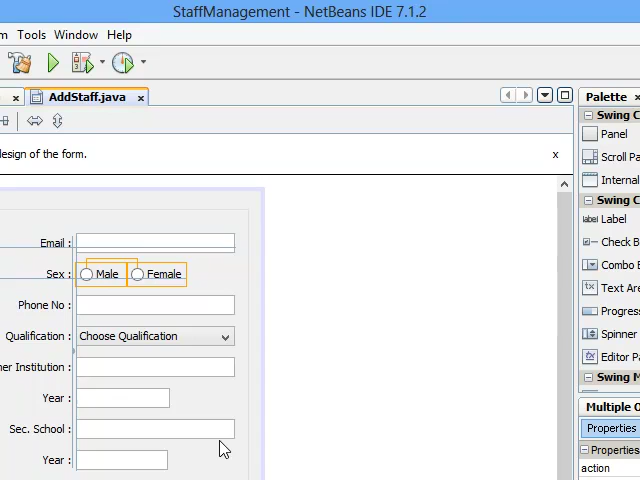 StaffManagement - NetBeans IDE 7.1.2
Tools Window Help
AddStaff.java
Palette
Swing C
esign of the form.
Panel
Scroll Pa
Internal
Swing C
Label
Check B
Combo
Text Are
Progres
Spinner
Editor P
Swing M
Email :
Sex : Male Female
Phone No :
Qualification : Choose Qualification
her Institution :
Year :
Sec. School :
Year :
Multiple O
Properties
Properties
action